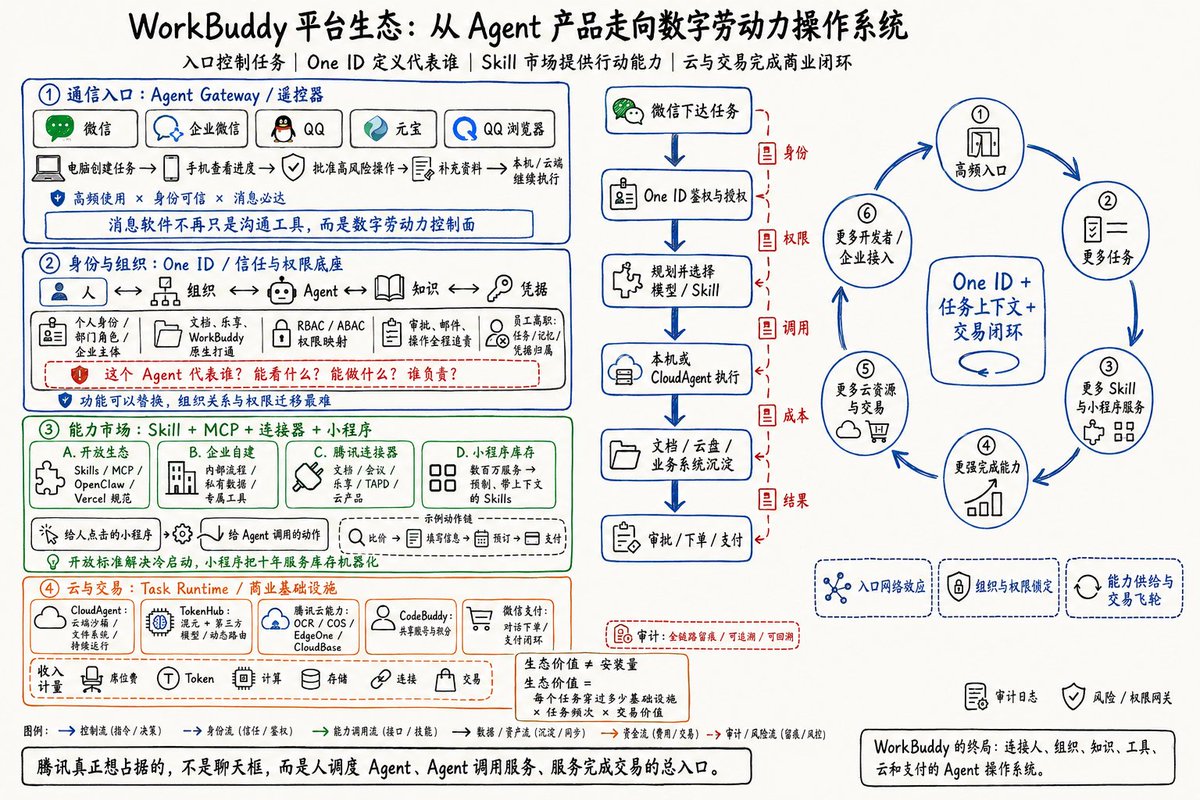 WorkBuddy 平台生态：从 Agent 产品走向数字劳动力操作系统
入口控制任务 | One ID 定义代表谁 | Skill 市场提供行动能力 | 云与交易完成商业闭环
① 通信入口：Agent Gateway / 遥控器
微信
企业微信
QQ
元宝
QQ 浏览器
电脑创建任务
手机查看进度
批准高风险操作
补充资料
本机 / 云端
继续执行
高频使用 × 身份可信 × 消息必达
消息软件不再只是沟通工具，而是数字劳动力控制面
② 身份与组织：One ID / 信任与权限底座
人
组织
Agent
知识
凭据
个人身份 /
部门角色 /
企业主体
文档、乐享、
WorkBuddy
原生打通
RBAC / ABAC
权限映射
审批、邮件、
操作全程追责
员工离职：
任务/记忆/
凭据归属
这个 Agent 代表谁？能看什么？能做什么？谁负责？
功能可以替换，组织关系与权限迁移最难
③ 能力市场：Skill + MCP + 连接器 + 小程序
A. 开放生态
Skills / MCP /
OpenClaw /
Vercel 规范
B. 企业自建
内部流程 /
私有数据 /
专属工具
C. 腾讯连接器
文档 / 会议 /
乐享 / TAPD /
云产品
D. 小程序库存
数百万服务 →
预制、带上下文
的 Skills
给人点击的小程序
给 Agent 调用的动作
示例动作链
比价
填写信息
预订
支付
开放标准解决冷启动，小程序把十年服务库存机器化
④ 云与交易：Task Runtime / 商业基础设施
CloudAgent：
云端沙箱 /
文件系统 /
持续运行
TokenHub：
混元 + 第三方
模型 / 动态路由
腾讯云能力：
OCR / COS /
EdgeOne /
CloudBase
CodeBuddy：
共享账号与积分
微信支付：
对话下单 /
支付闭环
收入
计量
席位费
T
Token
计算
存储
连接
交易
生态价值 ≠ 安装量
生态价值 =
每个任务穿过多少基础设施
× 任务频次 × 交易价值
微信下达任务
One ID 鉴权与授权
规划并选择
模型 / Skill
本机或
CloudAgent 执行
文档 / 云盘 /
业务系统沉淀
审批 / 下单 / 支付
身份
权限
调用
成本
结果
审计：全链路留痕 / 可追溯 / 可回溯
①
高频入口
②
更多任务
③
更多 Skill
与小程序服务
④
更强完成能力
⑤
更多云资源
与交易
⑥
更多开发者 /
企业接入
One ID +
任务上下文 +
交易闭环
入口网络效应
组织与权限锁定
能力供给与
交易飞轮
审计日志
风险 / 权限网关
图例：
控制流（指令 / 决策）
身份流（信任 / 鉴权）
能力调用流（接口 / 技能）
数据 / 资产流（沉淀 / 同步）
资金流（费用 / 交易）
审计 / 风险流（留痕 / 风控）
腾讯真正想占据的，不是聊天框，而是人调度 Agent、Agent 调用服务、服务完成交易的总入口。
WorkBuddy 的终局：连接人、组织、知识、工具、
云和支付的 Agent 操作系统。